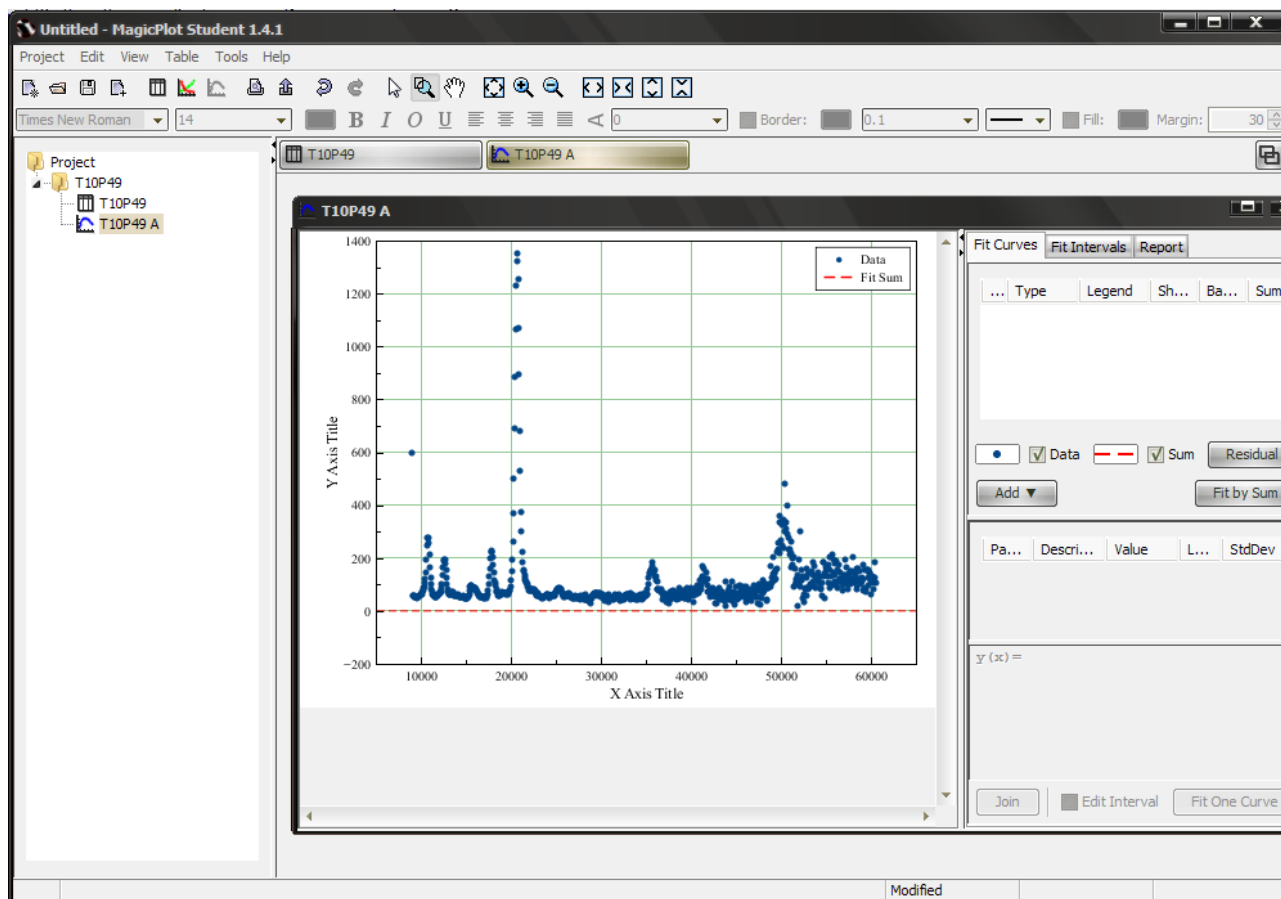 Untitled - MagicPlot Student 1.4.1
Project Edit View Table Tools Help
Times New Roman 14 B I O U 0 Border: 0.1 Fill: Margin: 30
Project
T10P49
T10P49
T10P49 A
T10P49 T10P49 A
T10P49 A
1400
1200
1000
800
600
400
200
0
−200
Y Axis Title
Data
Fit Sum
10000 20000 30000 40000 50000 60000
X Axis Title
Fit Curves Fit Intervals Report
... Type Legend Sh... Ba... Sum
Data Sum Residual
Add ▼ Fit by Sum
Pa... Descri... Value L... StdDev
y(x)=
Join Edit Interval Fit One Curve
Modified